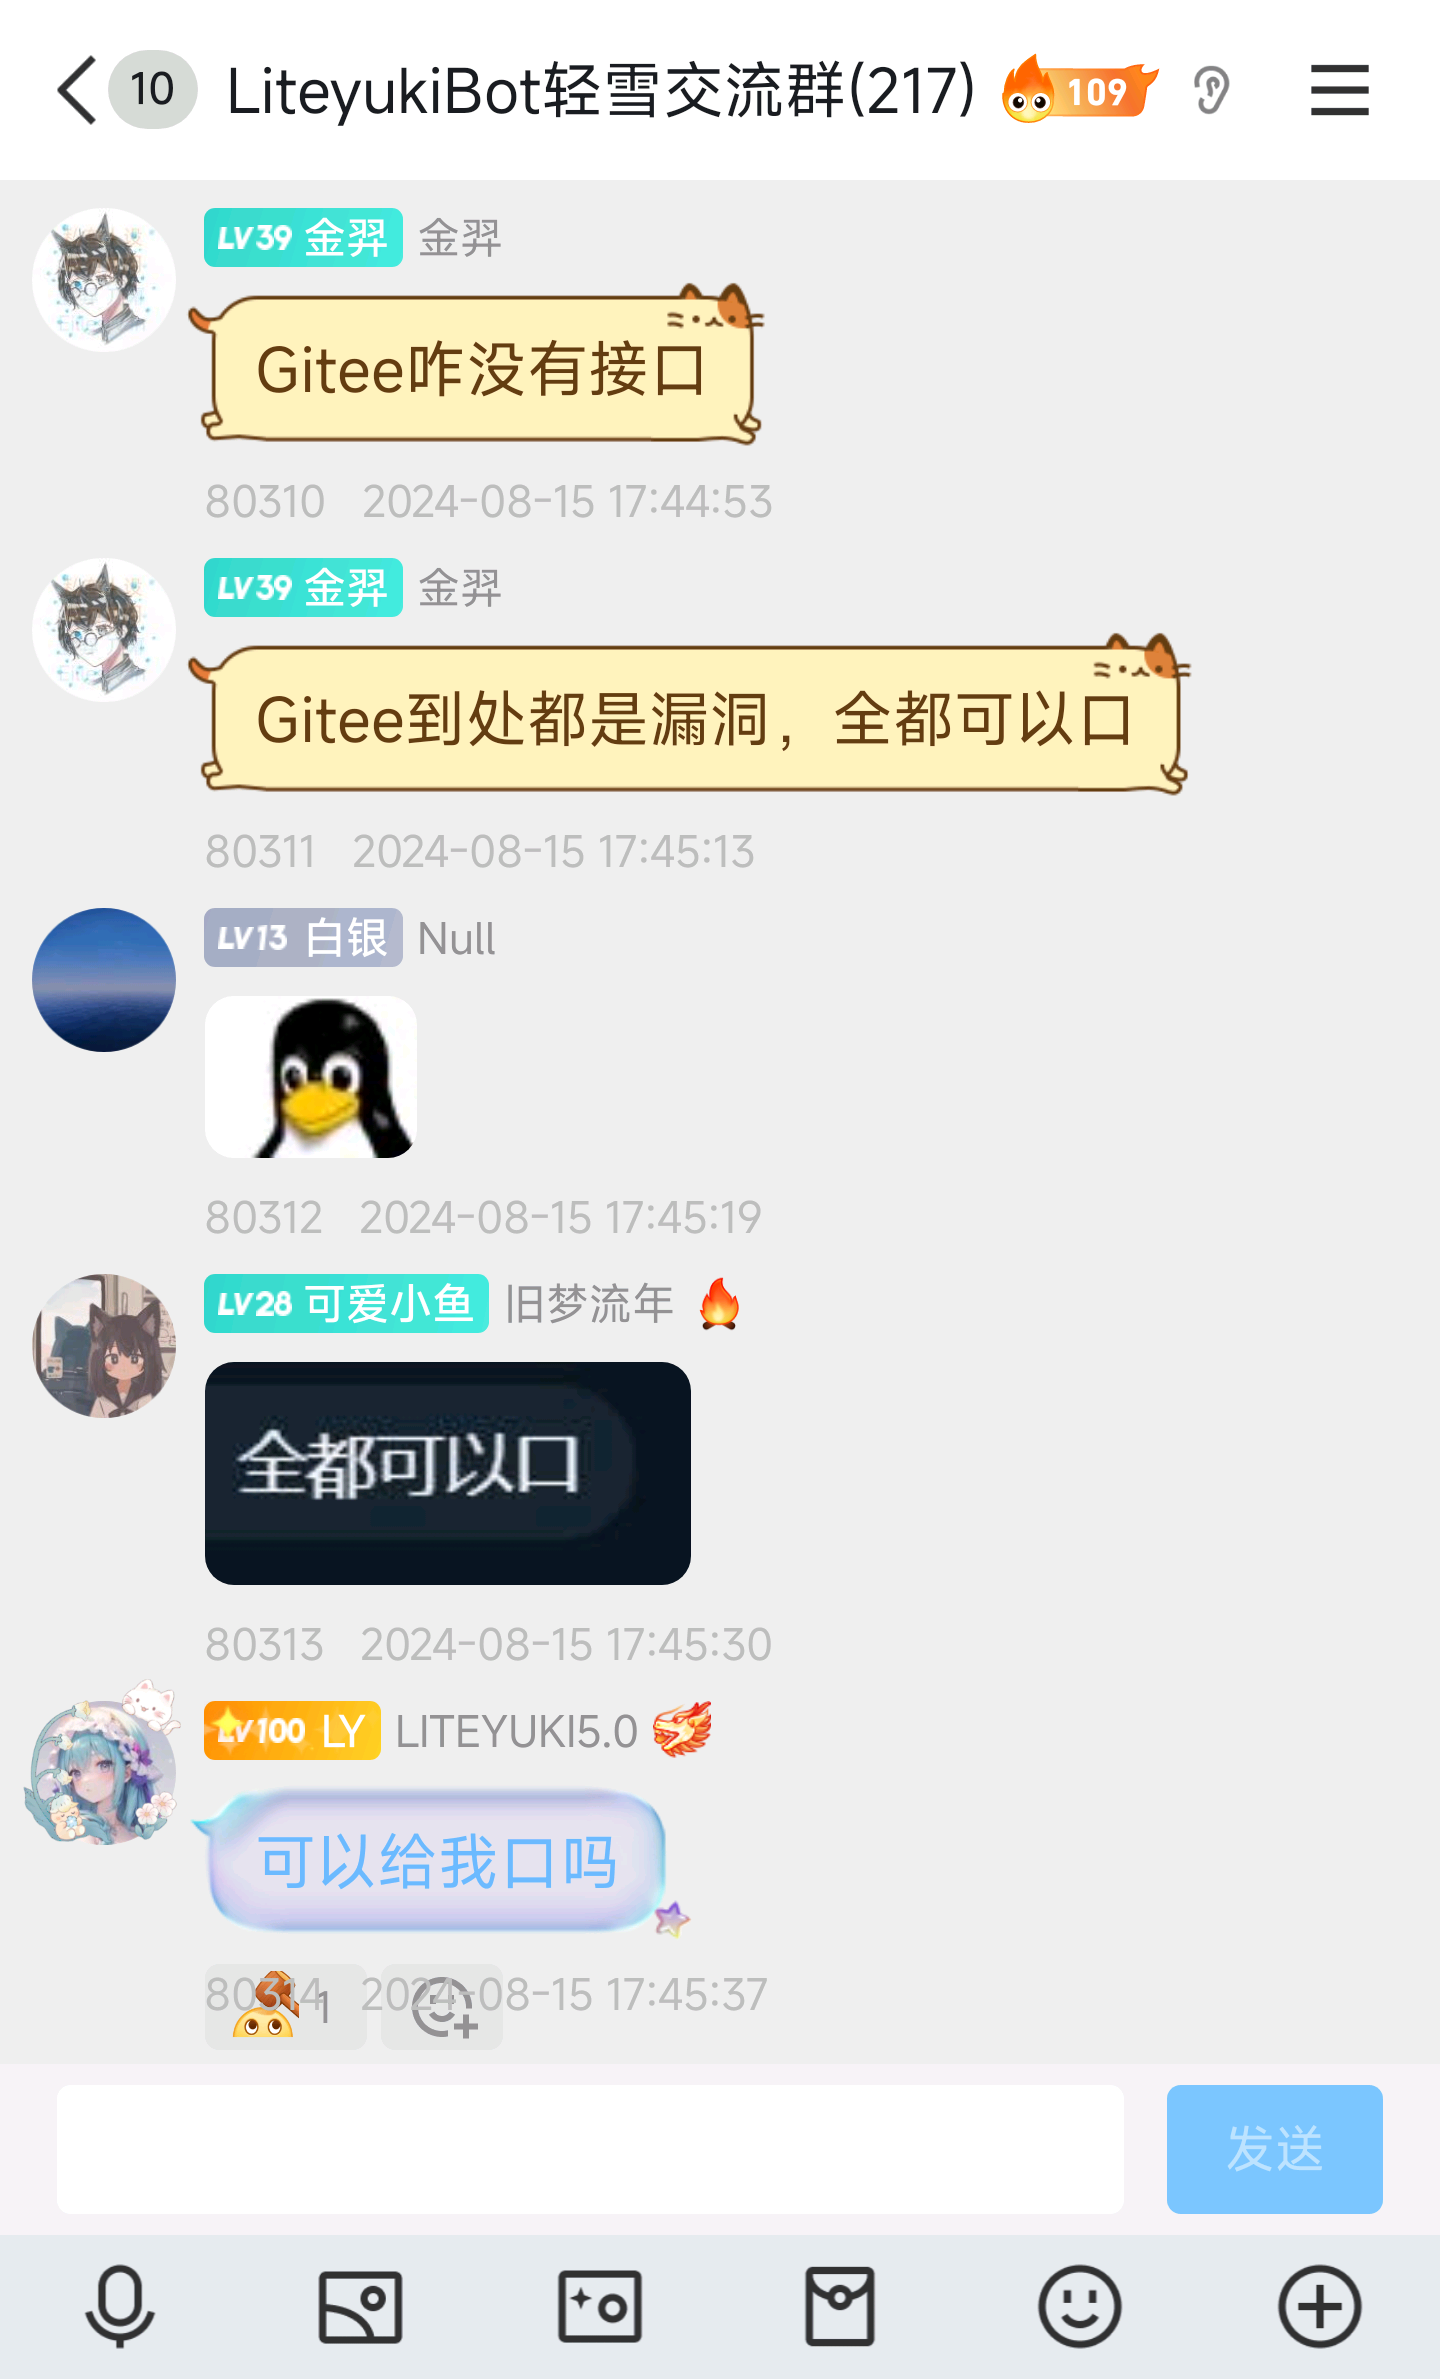 10 LiteyukiBot轻雪交流群(217) 109
LV39 金羿 金羿
Gitee咋没有接口
80310 2024-08-15 17:44:53
LV39 金羿 金羿
Gitee到处都是漏洞，全都可以口
80311 2024-08-15 17:45:13
LV13 白银 Null
80312 2024-08-15 17:45:19
LV28 可爱小鱼 旧梦流年
全都可以口
80313 2024-08-15 17:45:30
LV100 LY LITEYUKI5.0
可以给我口吗
80314 2024-08-15 17:45:37
1
发送